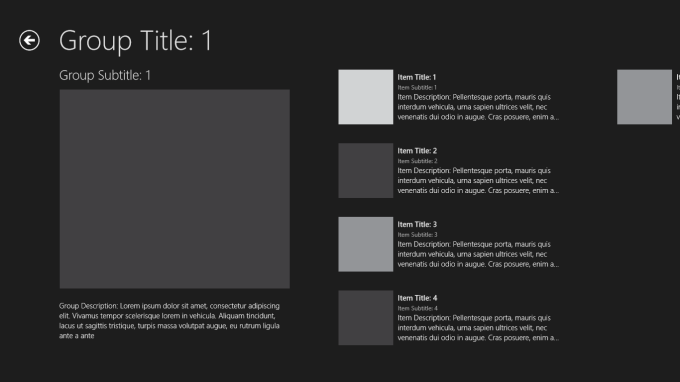 Group Title: 1
Group Subtitle: 1
Group Description: Lorem ipsum dolor sit amet, consectetur adipiscing
elit. Vivamus tempor scelerisque lorem in vehicula. Aliquam tincidunt,
lacus ut sagittis tristique, turpis massa volutpat augue, eu rutrum ligula
ante a ante
Item Title: 1
Item Subtitle: 1
Item Description: Pellentesque porta, mauris quis
interdum vehicula, urna sapien ultrices velit, nec
venenatis dui odio in augue. Cras posuere, enim a...
Item Title: 2
Item Subtitle: 2
Item Description: Pellentesque porta, mauris quis
interdum vehicula, urna sapien ultrices velit, nec
venenatis dui odio in augue. Cras posuere, enim a...
Item Title: 3
Item Subtitle: 3
Item Description: Pellentesque porta, mauris quis
interdum vehicula, urna sapien ultrices velit, nec
venenatis dui odio in augue. Cras posuere, enim a...
Item Title: 4
Item Subtitle: 4
Item Description: Pellentesque porta, mauris quis
interdum vehicula, urna sapien ultrices velit, nec
venenatis dui odio in augue. Cras posuere, enim a...